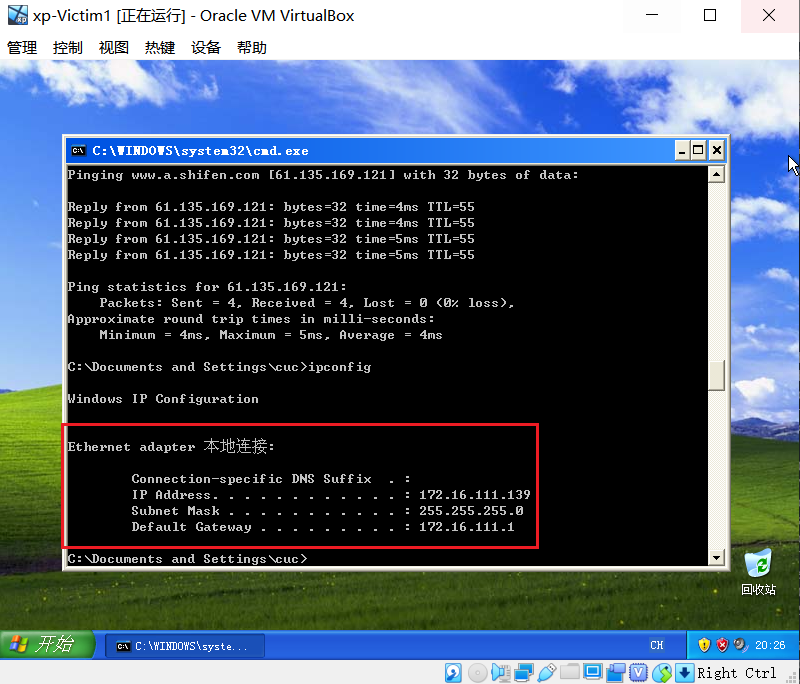 xp-Victim1 [正在运行] - Oracle VM VirtualBox
管理 控制 视图 热键 设备 帮助
C:\WINDOWS\system32\cmd.exe
Pinging www.a.shifen.com [61.135.169.121] with 32 bytes of data:
Reply from 61.135.169.121: bytes=32 time=4ms TTL=55
Reply from 61.135.169.121: bytes=32 time=4ms TTL=55
Reply from 61.135.169.121: bytes=32 time=5ms TTL=55
Reply from 61.135.169.121: bytes=32 time=5ms TTL=55
Ping statistics for 61.135.169.121:
Packets: Sent = 4, Received = 4, Lost = 0 (0% loss),
Approximate round trip times in milli-seconds:
Minimum = 4ms, Maximum = 5ms, Average = 4ms
C:\Documents and Settings\cuc>ipconfig
Windows IP Configuration
Ethernet adapter 本地连接:
Connection-specific DNS Suffix  . :
IP Address. . . . . . . . . . . . : 172.16.111.139
Subnet Mask . . . . . . . . . . . : 255.255.255.0
Default Gateway . . . . . . . . . : 172.16.111.1
C:\Documents and Settings\cuc>
回收站
开始 C:\WINDOWS\syste... CH 20:26
Right Ctrl